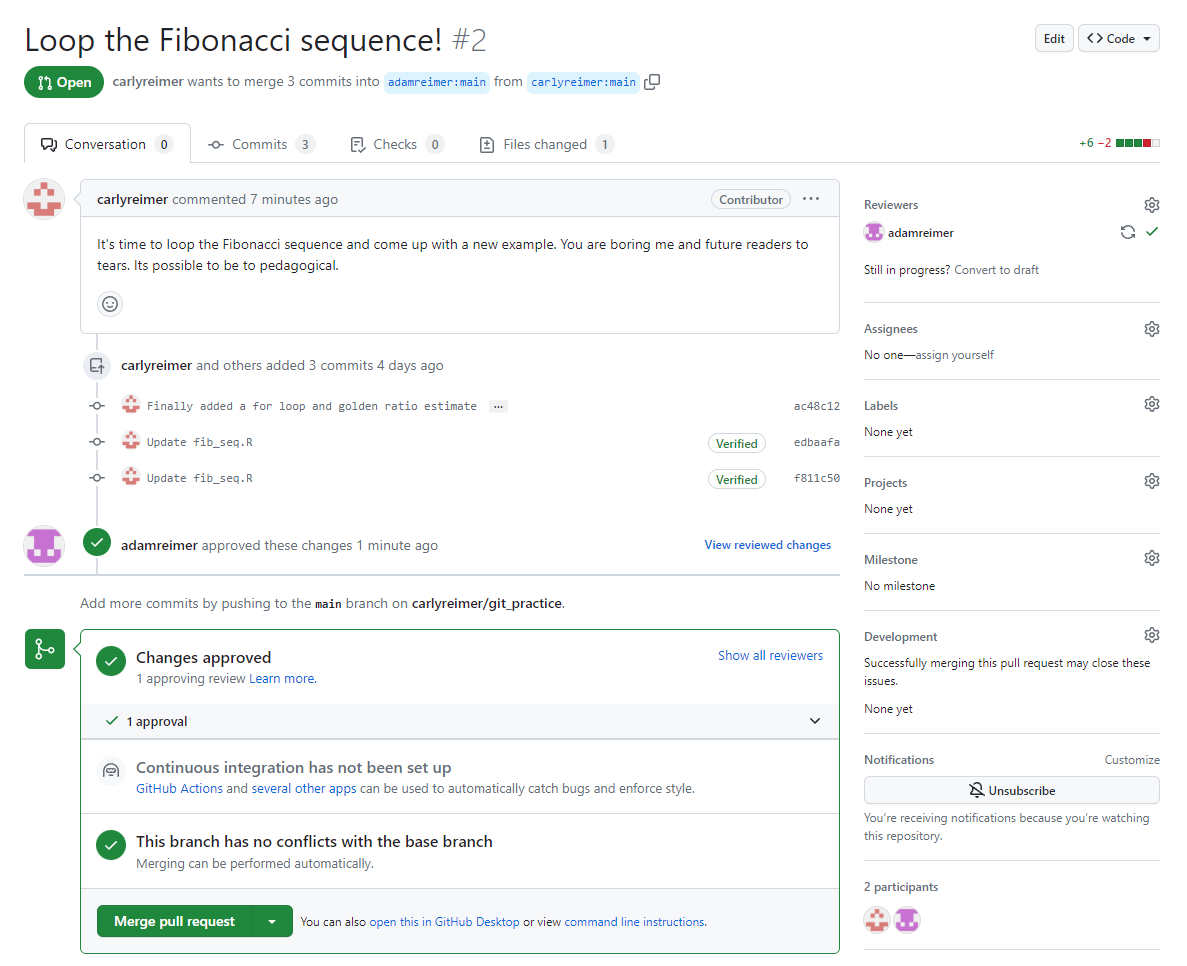 Loop the Fibonacci sequence! #2
Edit
Code
Open
carlyreimer wants to merge 3 commits into adamreimer:main from carlyreimer:main
Conversation 0
Commits 3
Checks 0
Files changed 1
+6 −2
carlyreimer commented 7 minutes ago
Contributor
...
It's time to loop the Fibonacci sequence and come up with a new example. You are boring me and future readers to
tears. Its possible to be to pedagogical.
carlyreimer and others added 3 commits 4 days ago
Finally added a for loop and golden ratio estimate ...
ac48c12
Update fib_seq.R
Verified
edbaafa
Update fib_seq.R
Verified
f811c50
adamreimer approved these changes 1 minute ago
View reviewed changes
Add more commits by pushing to the main branch on carlyreimer/git_practice.
Changes approved
Show all reviewers
1 approving review Learn more.
1 approval
Continuous integration has not been set up
GitHub Actions and several other apps can be used to automatically catch bugs and enforce style.
This branch has no conflicts with the base branch
Merging can be performed automatically.
Merge pull request
You can also open this in GitHub Desktop or view command line instructions.
Reviewers
adamreimer
Still in progress? Convert to draft
Assignees
No one—assign yourself
Labels
None yet
Projects
None yet
Milestone
No milestone
Development
Successfully merging this pull request may close these
issues.
None yet
Notifications
Customize
Unsubscribe
You're receiving notifications because you're watching
this repository.
2 participants